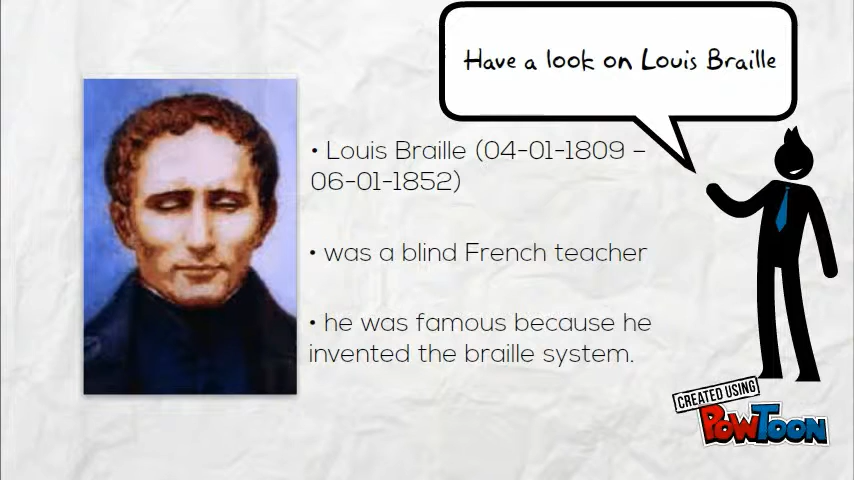 Have a look on Louis Braille
• Louis Braille (04-01-1809 –
06-01-1852)
• was a blind French teacher
• he was famous because he
invented the braille system.
CREATED USING
POWTOON